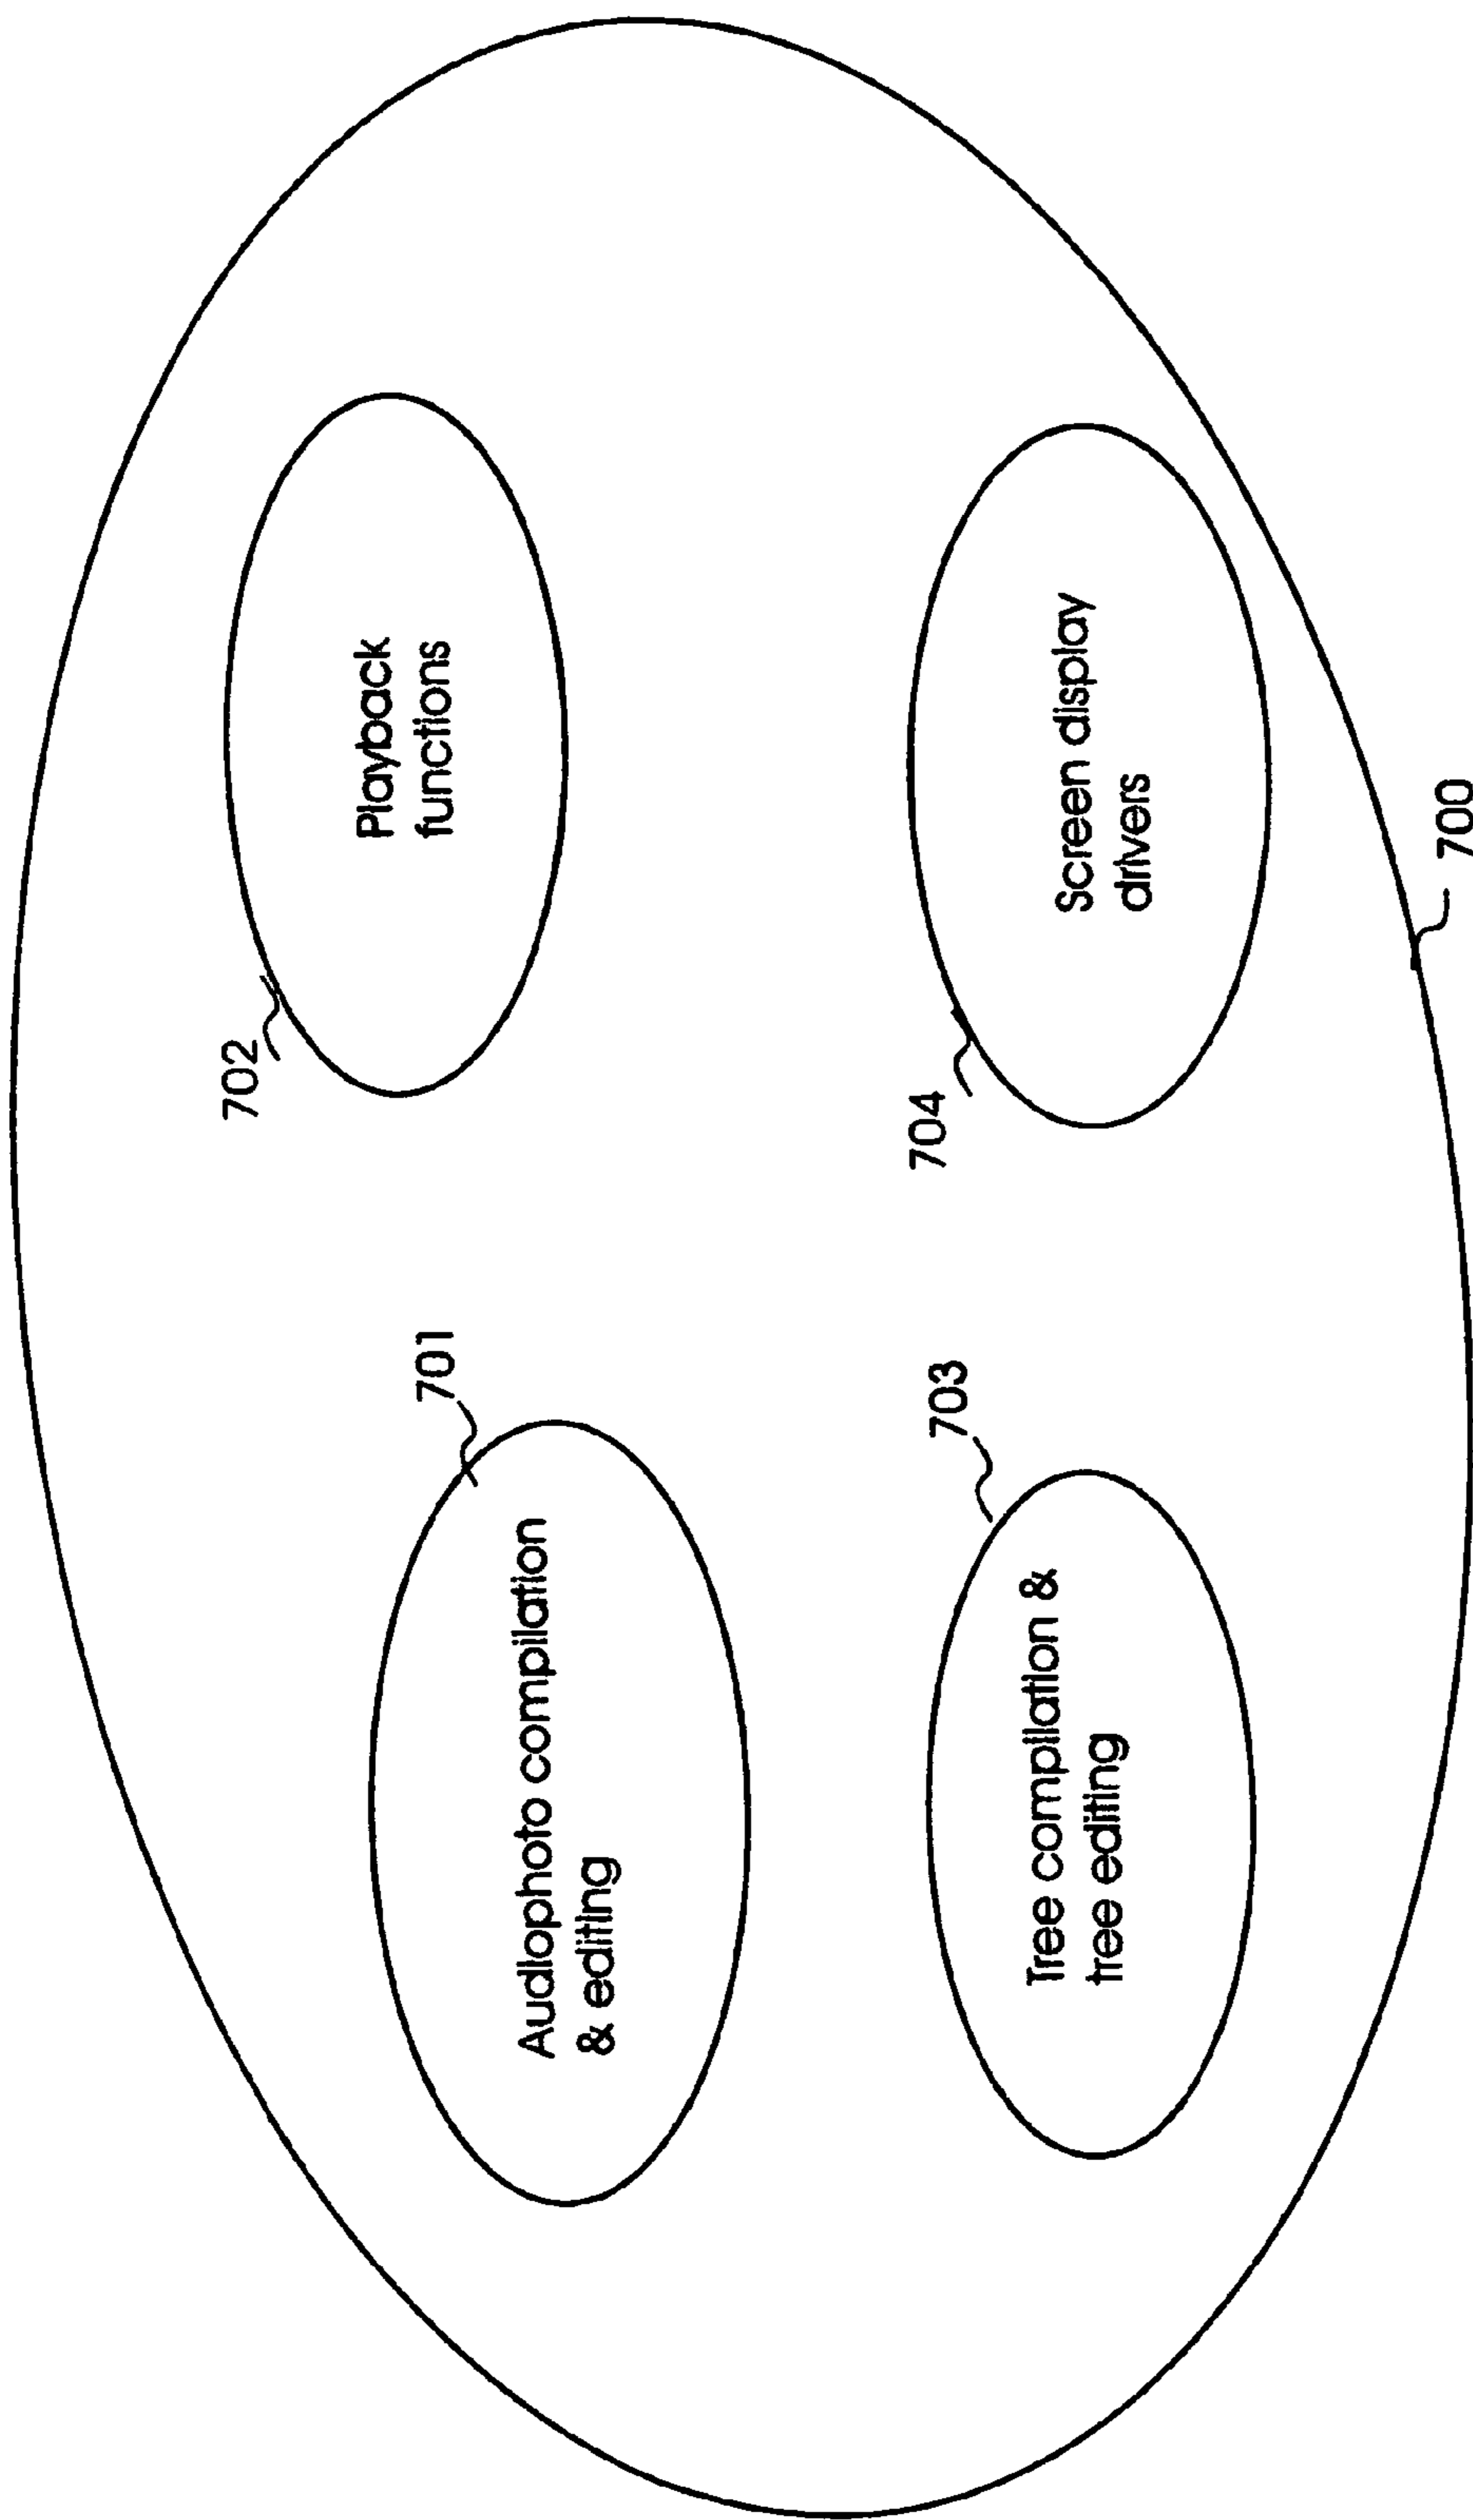 701
Audiophoto compilation
& editing
702
Playback
functions
703
Tree compilation &
tree editing
704
Screen display
drivers
700